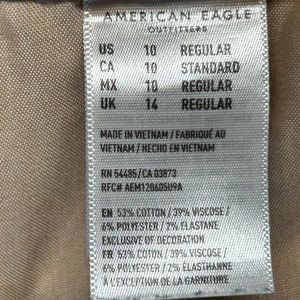 AMERICAN EAGLE
OUTFITTERS
US 10 REGULAR
CA 10 STANDARD
MX 10 REGULAR
UK 14 REGULAR
MADE IN VIETNAM / FABRIQUÉ AU
VIETNAM / HECHO EN VIETNAM
RN 54485/CA 03873
RFC# AEM120605U9A
EN: 53% COTTON / 39% VISCOSE /
6% POLYESTER / 2% ELASTANE
EXCLUSIVE OF DECORATION
FR: 53% COTON / 39% VISCOSE /
6% POLYESTER / 2% ÉLASTHANNE
À L'EXCEPTION DE LA GARNITURE